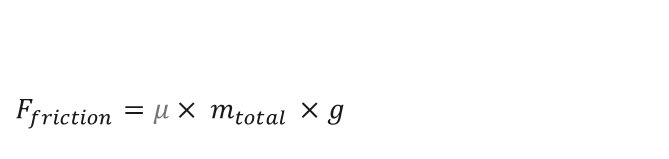 F_friction = μ × m_total × g